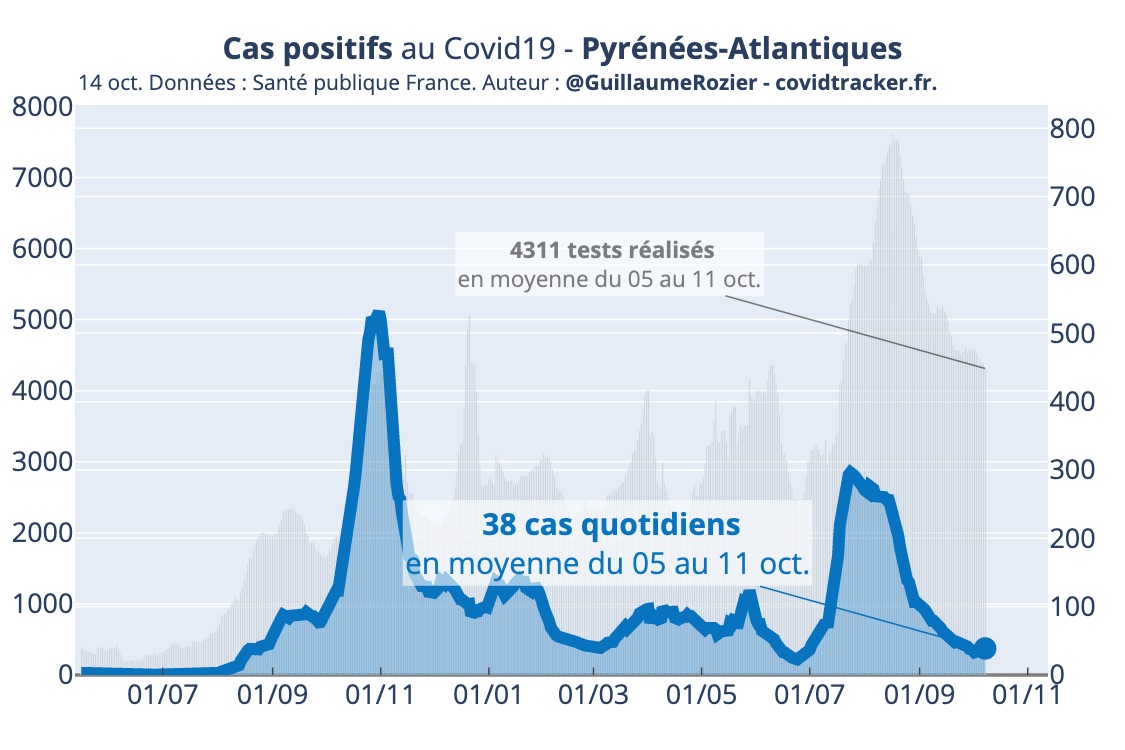 Cas positifs au Covid19 - Pyrénées-Atlantiques
14 oct. Données : Santé publique France. Auteur : @GuillaumeRozier - covidtracker.fr.
8000
7000
6000
5000
4000
3000
2000
1000
0
800
700
600
500
400
300
200
100
0
4311 tests réalisés
en moyenne du 05 au 11 oct.
38 cas quotidiens
en moyenne du 05 au 11 oct.
01/07 01/09 01/11 01/01 01/03 01/05 01/07 01/09 01/11